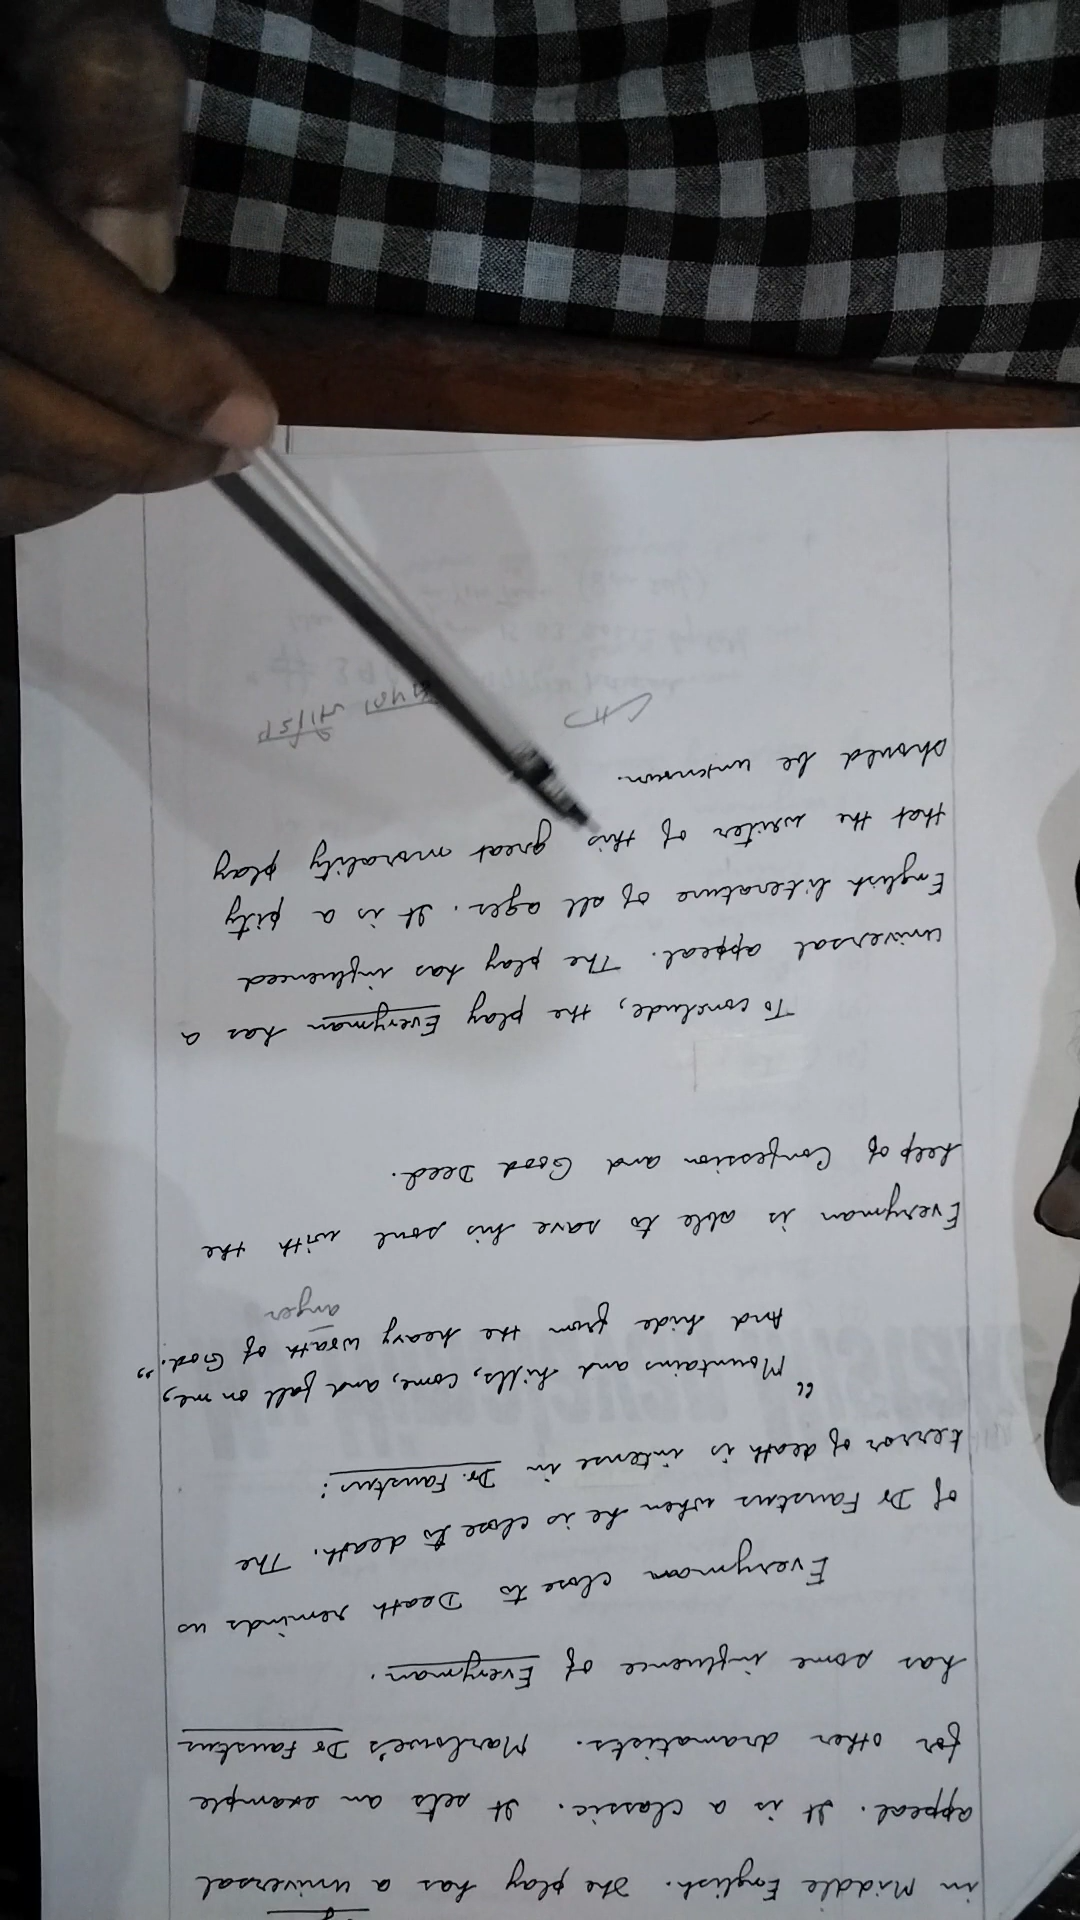 in Middle English. The play has a universal
appeal. It is a classic. It sets an example
for other dramatists. Marlowe's Dr Faustus
has some influence of Everyman.
Everyman close to Death reminds us
of Dr Faustus when he is close to death. The
terror of death is intense in Dr. Faustus:
"Mountains and hills, come, and fall on me,
And hide from the heavy wrath of God."
anger
Everyman is able to save his soul with the
help of Confession and Good Deed.
To conclude, the play Everyman has a
universal appeal. The play has influenced
English literature of all ages. It is a pity
that the writer of this great morality play
should be unknown.